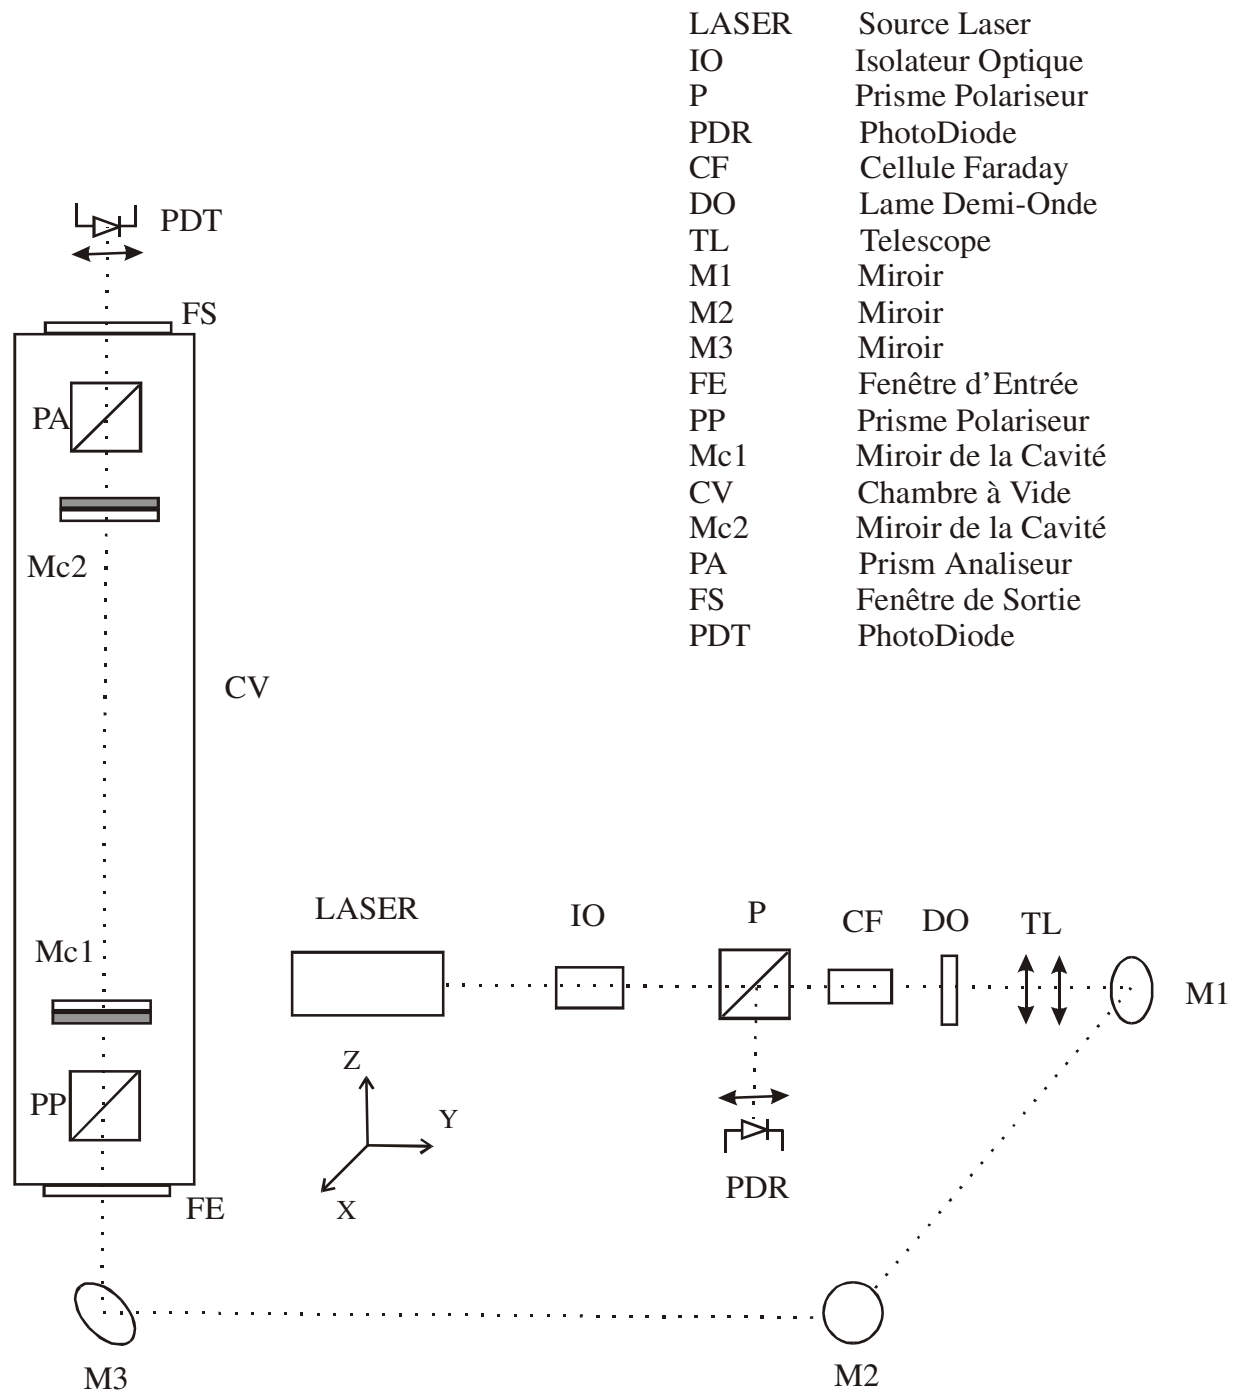 LASER Source Laser
IO Isolateur Optique
P Prisme Polariseur
PDR PhotoDiode
CF Cellule Faraday
DO Lame Demi-Onde
TL Telescope
M1 Miroir
M2 Miroir
M3 Miroir
FE Fenêtre d'Entrée
PP Prisme Polariseur
Mc1 Miroir de la Cavité
CV Chambre à Vide
Mc2 Miroir de la Cavité
PA Prism Analiseur
FS Fenêtre de Sortie
PDT PhotoDiode
PDT
FS
PA
Mc2
CV
Mc1
PP
FE
M3
LASER
IO
P
CF
DO
TL
M1
Z
Y
X
PDR
M2